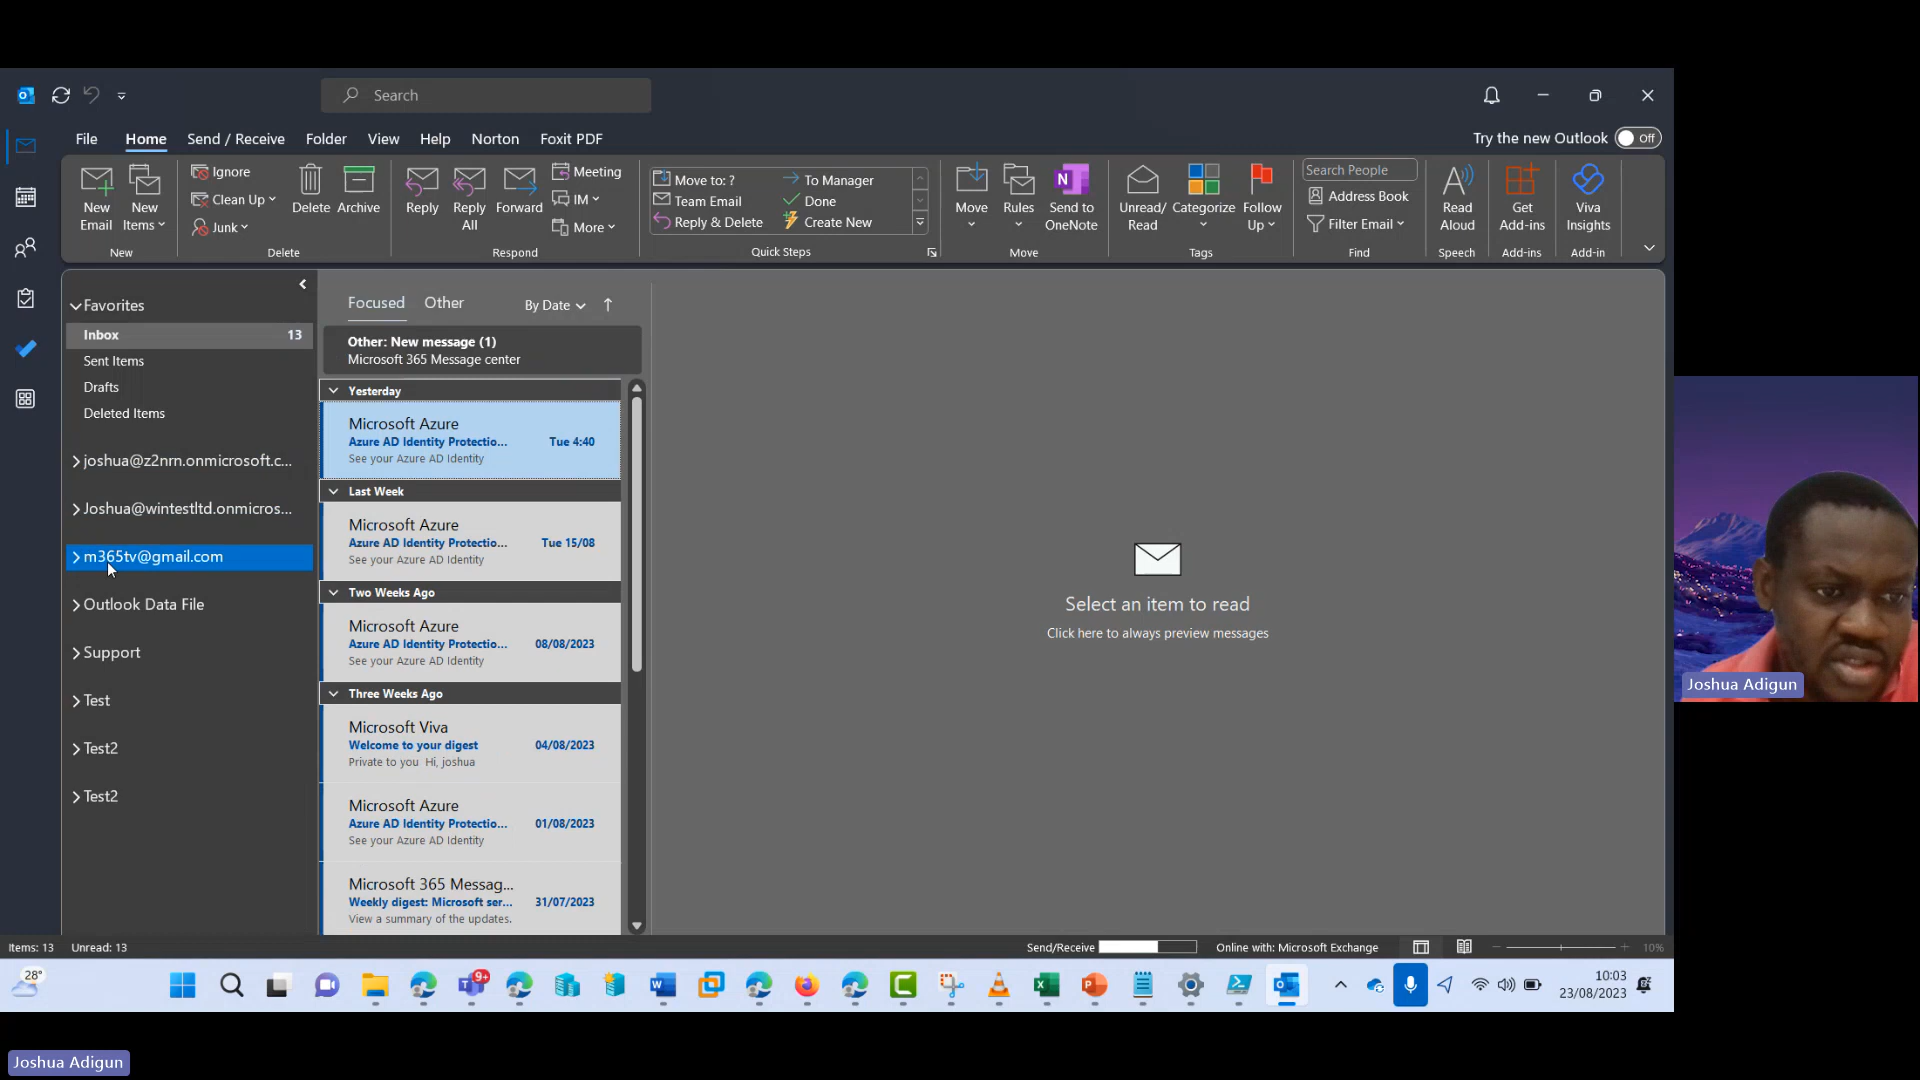 Search
File Home Send / Receive Folder View Help Norton Foxit PDF
Try the new Outlook Off
New Email
New Items
New
Ignore
Clean Up
Junk
Delete
Archive
Delete
Reply
Reply All
Forward
Meeting
IM
More
Respond
Move to: ?
Team Email
Reply & Delete
To Manager
Done
Create New
Quick Steps
Move
Rules
Send to OneNote
Move
Unread/ Read
Categorize
Follow Up
Tags
Search People
Address Book
Filter Email
Find
Read Aloud
Speech
Get Add-ins
Add-ins
Viva Insights
Add-in
Favorites
Inbox 13
Sent Items
Drafts
Deleted Items
joshua@z2nrn.onmicrosoft.c...
Joshua@wintestltd.onmicros...
m365tv@gmail.com
Outlook Data File
Support
Test
Test2
Test2
Focused Other By Date
Other: New message (1)
Microsoft 365 Message center
Yesterday
Microsoft Azure
Azure AD Identity Protectio... Tue 4:40
See your Azure AD Identity
Last Week
Microsoft Azure
Azure AD Identity Protectio... Tue 15/08
See your Azure AD Identity
Two Weeks Ago
Microsoft Azure
Azure AD Identity Protectio... 08/08/2023
See your Azure AD Identity
Three Weeks Ago
Microsoft Viva
Welcome to your digest 04/08/2023
Private to you Hi, joshua
Microsoft Azure
Azure AD Identity Protectio... 01/08/2023
See your Azure AD Identity
Microsoft 365 Messag...
Weekly digest: Microsoft ser... 31/07/2023
View a summary of the updates.
Select an item to read
Click here to always preview messages
Joshua Adigun
Items: 13 Unread: 13
Send/Receive
Online with: Microsoft Exchange
10%
28°
9+
10:03
23/08/2023
Joshua Adigun